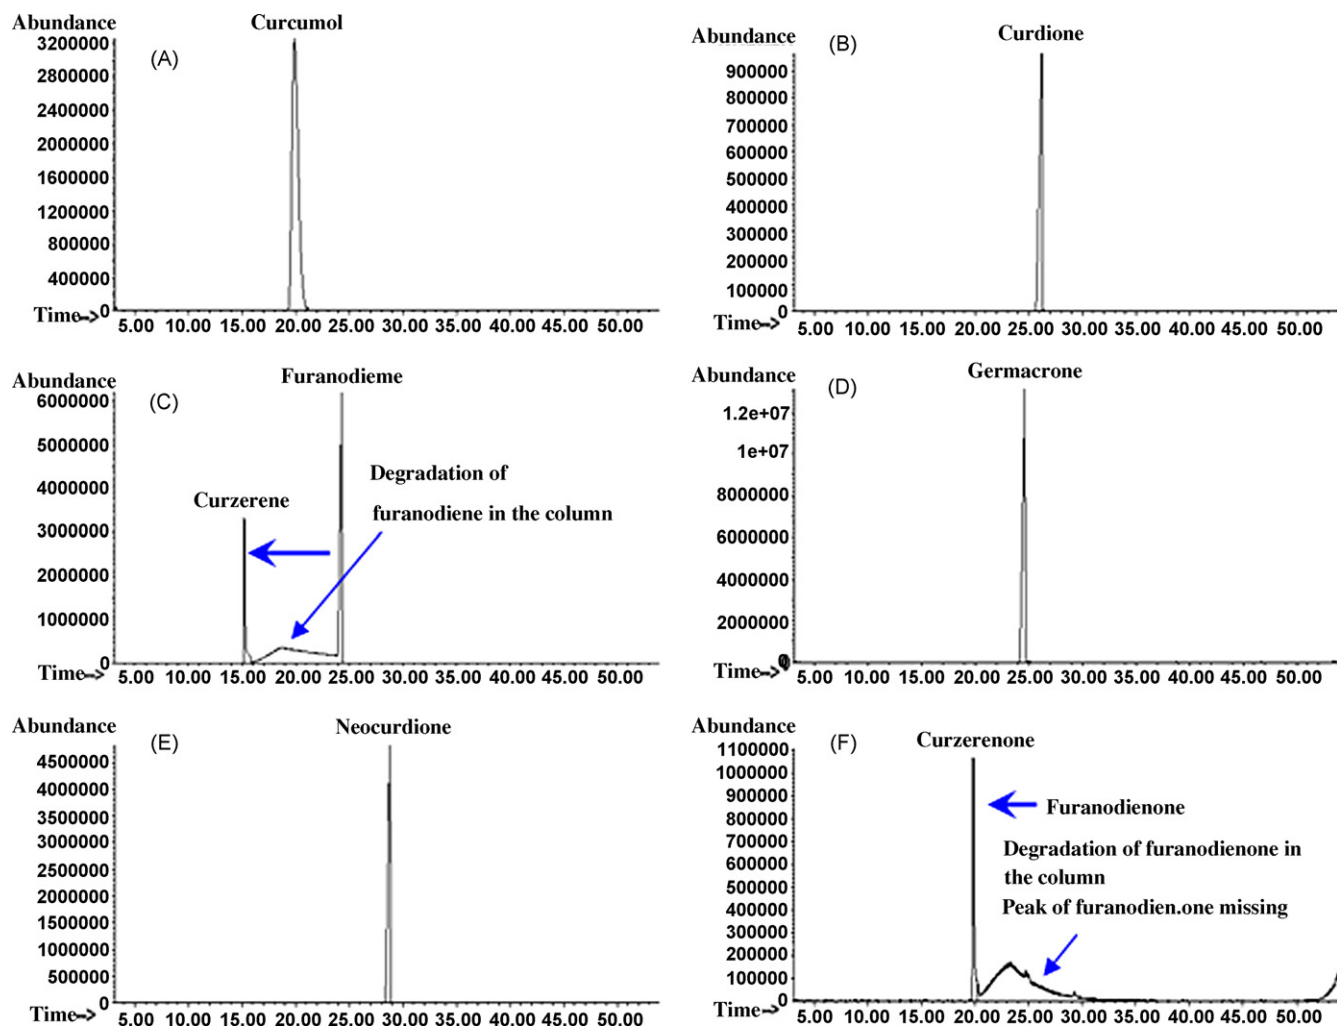 Abundance
Curcumol
(A)
3200000
2800000
2400000
2000000
1600000
1200000
800000
400000
0
Time-->
5.00 10.00 15.00 20.00 25.00 30.00 35.00 40.00 45.00 50.00
Abundance
Curdione
(B)
900000
800000
700000
600000
500000
400000
300000
200000
100000
0
Time-->
5.00 10.00 15.00 20.00 25.00 30.00 35.00 40.00 45.00 50.00
Abundance
Furanodieme
(C)
6000000
5000000
4000000
3000000
2000000
1000000
0
Curzerene
Degradation of
furanodiene in the column
Time-->
5.00 10.00 15.00 20.00 25.00 30.00 35.00 40.00 45.00 50.00
Abundance
Germacrone
(D)
1.2e+07
1e+07
8000000
6000000
4000000
2000000
0
Time-->
5.00 10.00 15.00 20.00 25.00 30.00 35.00 40.00 45.00 50.00
Abundance
Neocurdione
(E)
4500000
4000000
3500000
3000000
2500000
2000000
1500000
1000000
500000
0
Time-->
5.00 10.00 15.00 20.00 25.00 30.00 35.00 40.00 45.00 50.00
Abundance
Curzerenone
(F)
1100000
1000000
900000
800000
700000
600000
500000
400000
300000
200000
100000
0
Furanodienone
Degradation of furanodienone in
the column
Peak of furanodien.one missing
Time-->
5.00 10.00 15.00 20.00 25.00 30.00 35.00 40.00 45.00 50.00